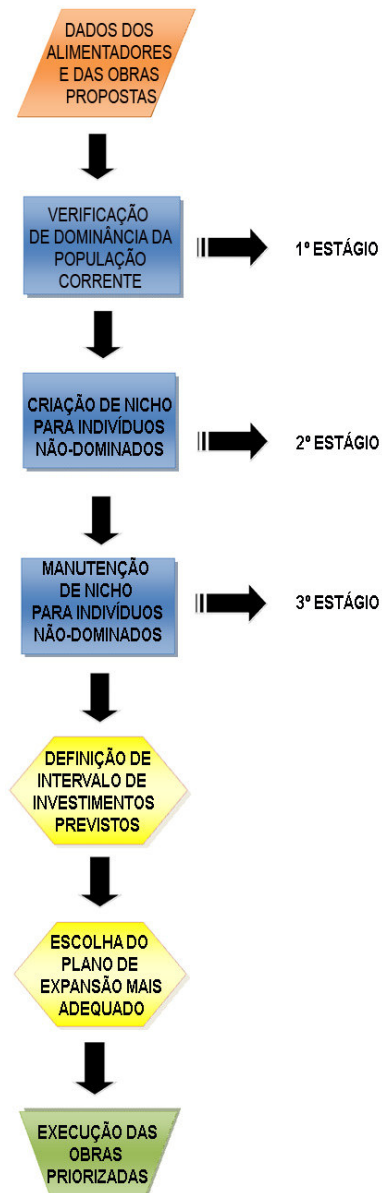 DADOS DOS
ALIMENTADORES
E DAS OBRAS
PROPOSTAS
VERIFICAÇÃO
DE DOMINÂNCIA DA
POPULAÇÃO
CORRENTE
1º ESTÁGIO
CRIAÇÃO DE NICHO
PARA INDIVÍDUOS
NÃO-DOMINADOS
2º ESTÁGIO
MANUTENÇÃO
DE NICHO
PARA INDIVÍDUOS
NÃO-DOMINADOS
3º ESTÁGIO
DEFINIÇÃO DE
INTERVALO DE
INVESTIMENTOS
PREVISTOS
ESCOLHA DO
PLANO DE
EXPANSÃO MAIS
ADEQUADO
EXECUÇÃO DAS
OBRAS
PRIORIZADAS